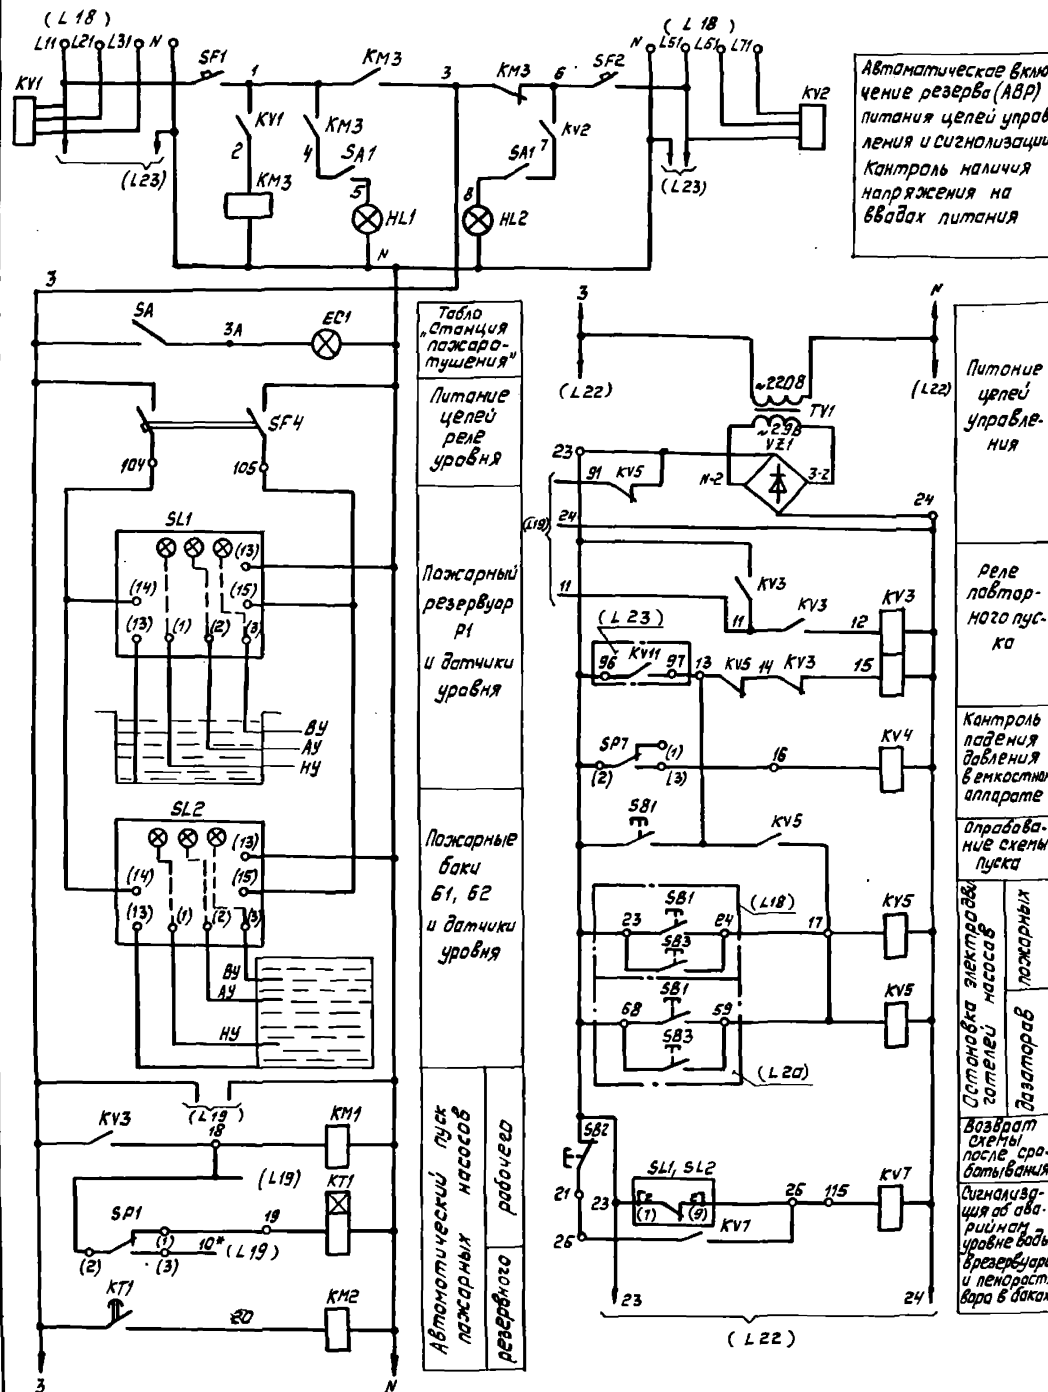 ( L 18 )
L11 L21 L31 N
KV1
SF1
1
KM3
3
KM3
6
SF2
( L 18 )
N L51 L61 L71
KV2
KV1
2
KM3
4
SA1
5
KM3
HL1
N
(L23)
KV2
7
SA1
8
HL2
(L23)
Автоматическое вклю
чение резерва (АВР)
питания цепей управ
ления и сигнализации
Контроль наличия
напряжения на
вводах питания
3
SA
3А
EC1
Табло
„Станция
пожаро-
тушения"
SF4
104
105
Питание
цепей
реле
уровня
SL1
(13)
(14)
(15)
(13)
(1)
(2)
(3)
ВУ
АУ
НУ
Пожарный
резервуар
Р1
и датчики
уровня
SL2
(13)
(14)
(15)
(13)
(1)
(2)
(3)
ВУ
АУ
НУ
Пожарные
баки
Б1, Б2
и датчики
уровня
(L19)
KV3
18
KM1
(L19)
KT1
SP1
(1)
19
10* (L19)
(2)
(3)
KT1
20
KM2
Автоматический пуск
пожарных насосов
рабочего
резервного
3
N
3
N
(L22)
(L22)
~220В
TV1
~29В
VZ1
N-2
3-2
23
24
91
KV5
24
(L19)
11
KV3
11
KV3
12
KV3
(L 23)
96
KV11
97
13
KV5
14
KV3
15
SP7
(1)
(2)
(3)
16
KV4
SB1
KV5
SB1
(L18)
23
24
17
KV5
SB3
SB1
68
59
KV5
SB3
(L20)
SB2
21
23
SL1, SL2
(7)
(9)
26
115
KV7
26
KV7
23
24
( L22 )
Питание
цепей
управле-
ния
Реле
повтор-
ного пус-
ка
Контроль
падения
давления
в емкостном
аппарате
Опробова-
ние схемы
пуска
Остановка электродви
гателей насосов
пожарных
дозаторов
Возврат
схемы
после сра-
батывания
Сигнализа-
ция об ава-
рийном
уровне воды
в резервуаре
и пенораст-
вора в баках